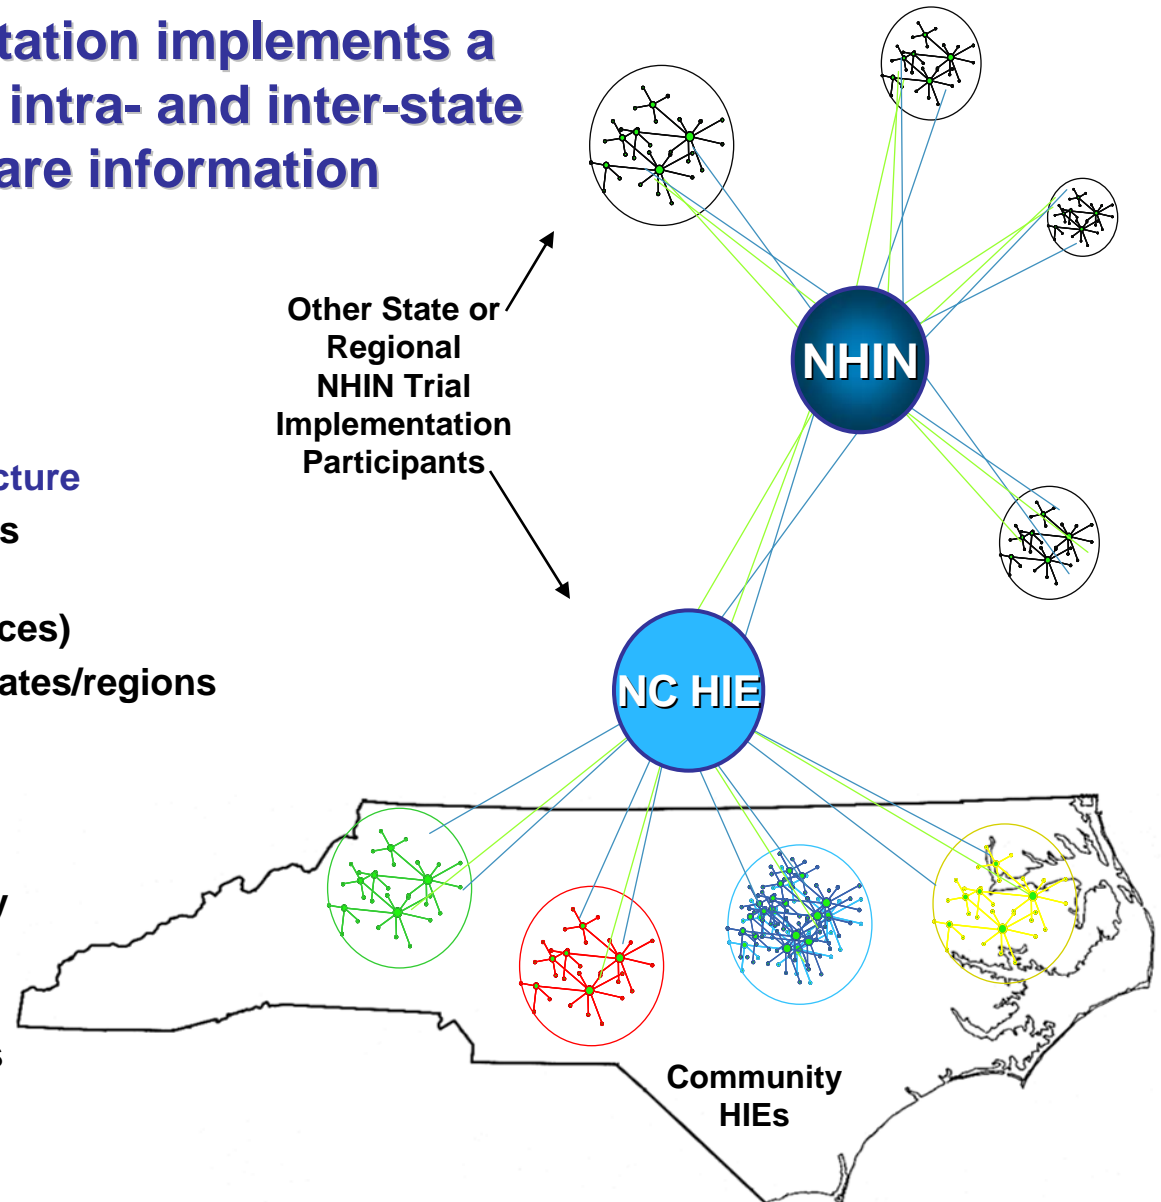 tation implements a
intra- and inter-state
are information
Other State or
Regional
NHIN Trial
Implementation
Participants
NHIN
cture
s
ces)
ates/regions
NC HIE
y
s
Community
HIEs